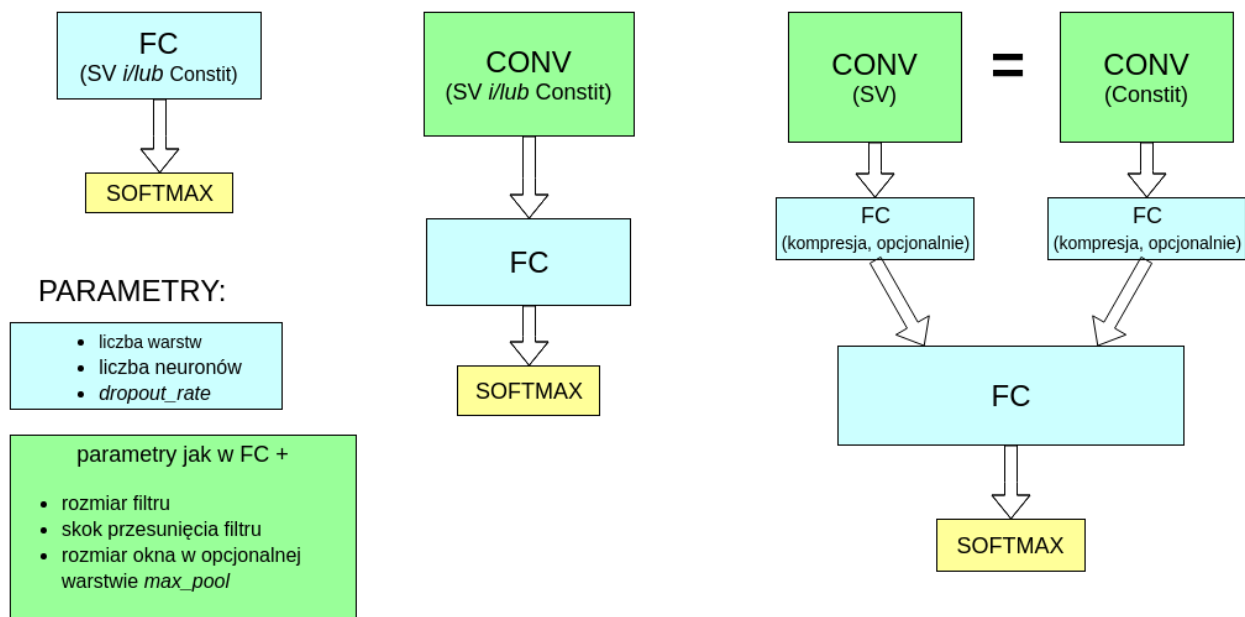 FC
(SV i/lub Constit)
SOFTMAX
CONV
(SV i/lub Constit)
FC
SOFTMAX
CONV
(SV)
=
CONV
(Constit)
FC
(kompresja, opcjonalnie)
FC
(kompresja, opcjonalnie)
FC
SOFTMAX
PARAMETRY:
• liczba warstw
• liczba neuronów
• dropout_rate
parametry jak w FC +
• rozmiar filtru
• skok przesunięcia filtru
• rozmiar okna w opcjonalnej
warstwie max_pool